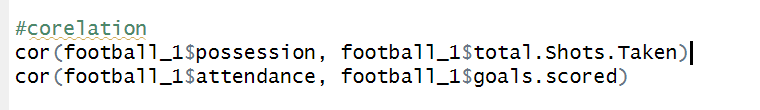 #corelation
cor(football_1$possession, football_1$total.Shots.Taken)
cor(football_1$attendance, football_1$goals.scored)